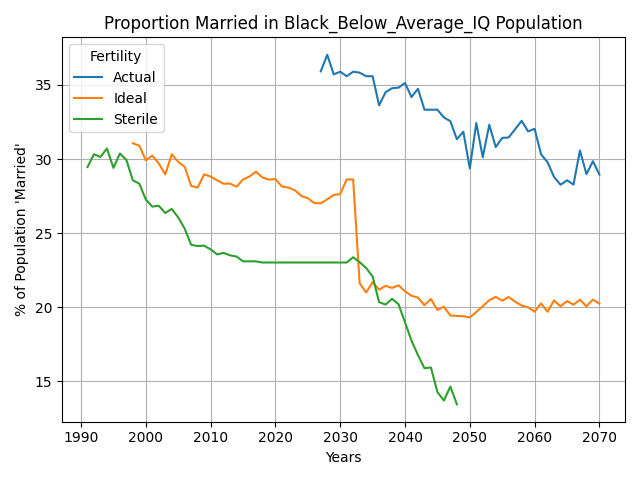 Proportion Married in Black_Below_Average_IQ Population
Fertility
Actual
Ideal
Sterile
% of Population 'Married'
35
30
25
20
15
1990 2000 2010 2020 2030 2040 2050 2060 2070
Years